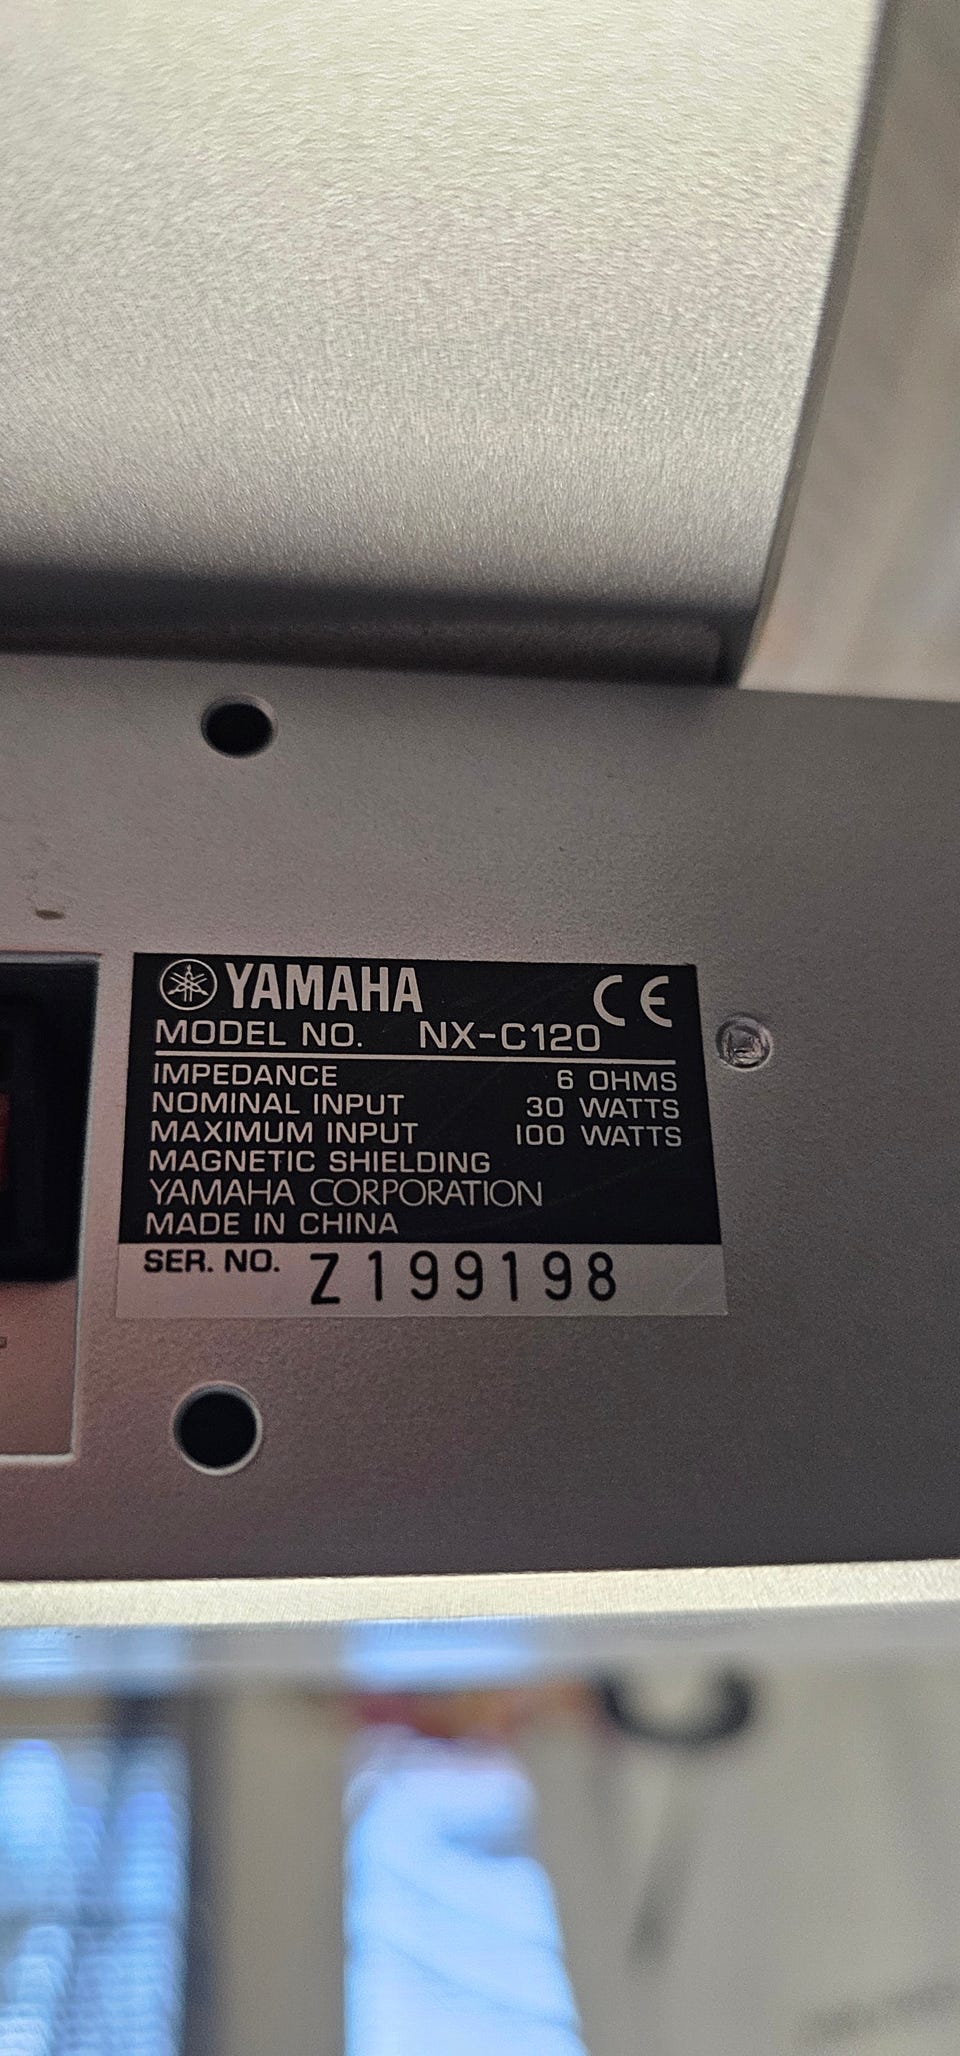 YAMAHA CE
MODEL NO. NX-C120
IMPEDANCE 6 OHMS
NOMINAL INPUT 30 WATTS
MAXIMUM INPUT 100 WATTS
MAGNETIC SHIELDING
YAMAHA CORPORATION
MADE IN CHINA
SER. NO. Z199198